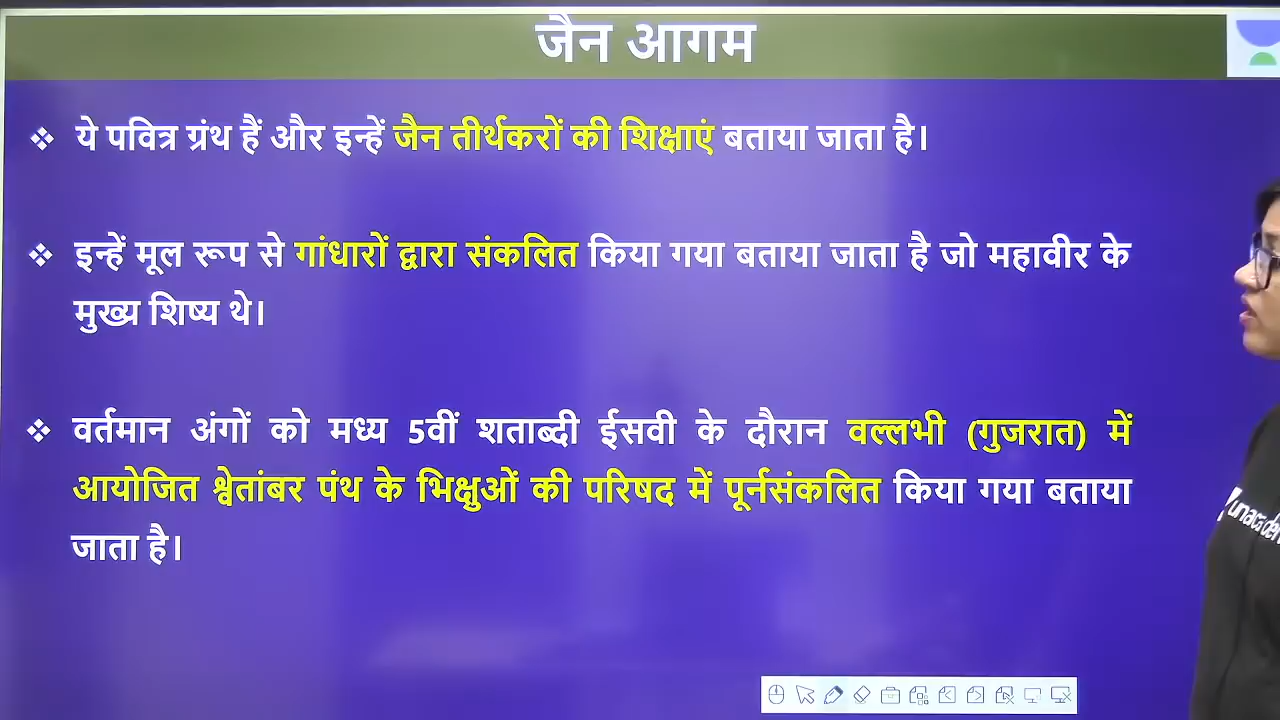 जैन आगम
❖ ये पवित्र ग्रंथ हैं और इन्हें जैन तीर्थकरों की शिक्षाएं बताया जाता है।
❖ इन्हें मूल रूप से गांधारों द्वारा संकलित किया गया बताया जाता है जो महावीर के
मुख्य शिष्य थे।
❖ वर्तमान अंगों को मध्य 5वीं शताब्दी ईसवी के दौरान वल्लभी (गुजरात) में
आयोजित श्वेतांबर पंथ के भिक्षुओं की परिषद में पूर्नसंकलित किया गया बताया
जाता है।